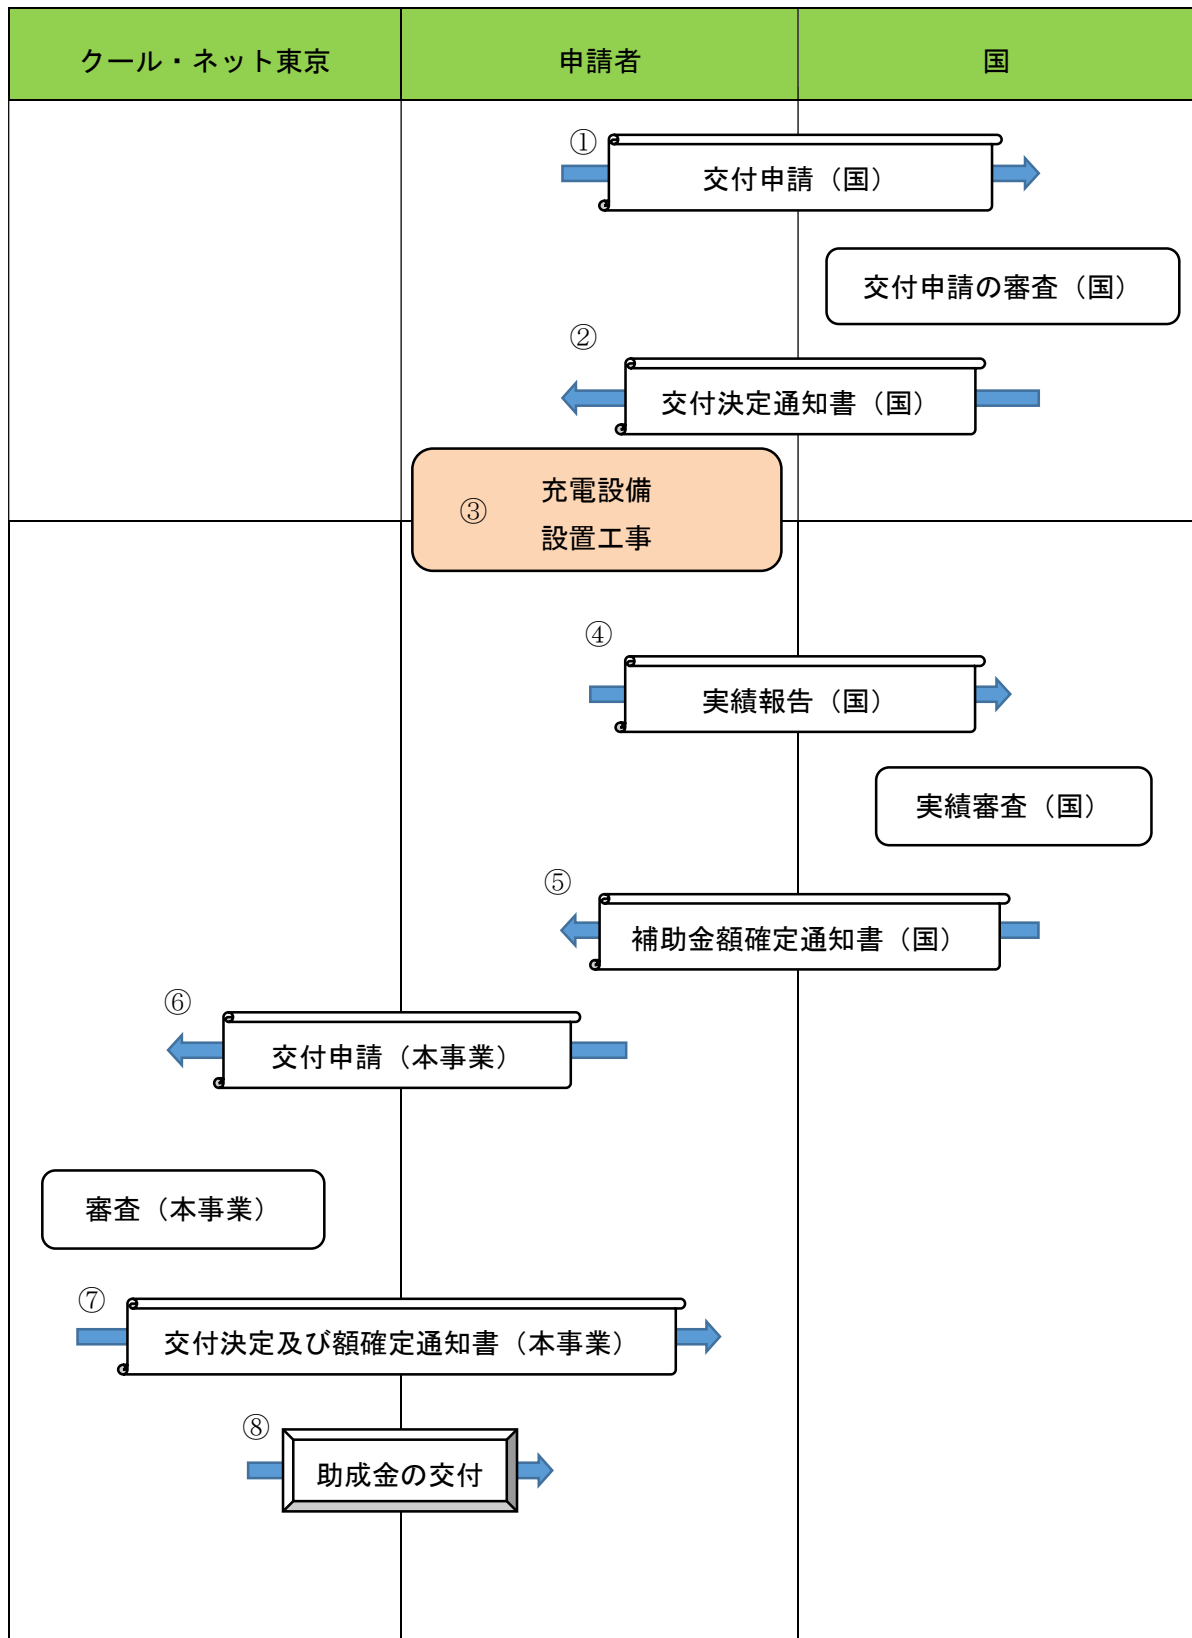 クール・ネット東京
申請者
国
①
交付申請（国）
交付申請の審査（国）
②
交付決定通知書（国）
③
充電設備
設置工事
④
実績報告（国）
実績審査（国）
⑤
補助金額確定通知書（国）
⑥
交付申請（本事業）
審査（本事業）
⑦
交付決定及び額確定通知書（本事業）
⑧
助成金の交付